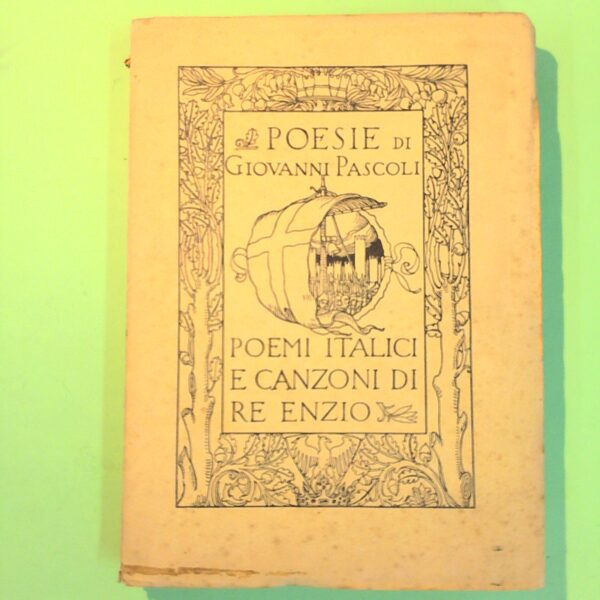 POESIE DI
GIOVANNI PASCOLI
POEMI ITALICI
E CANZONI DI
RE ENZIO